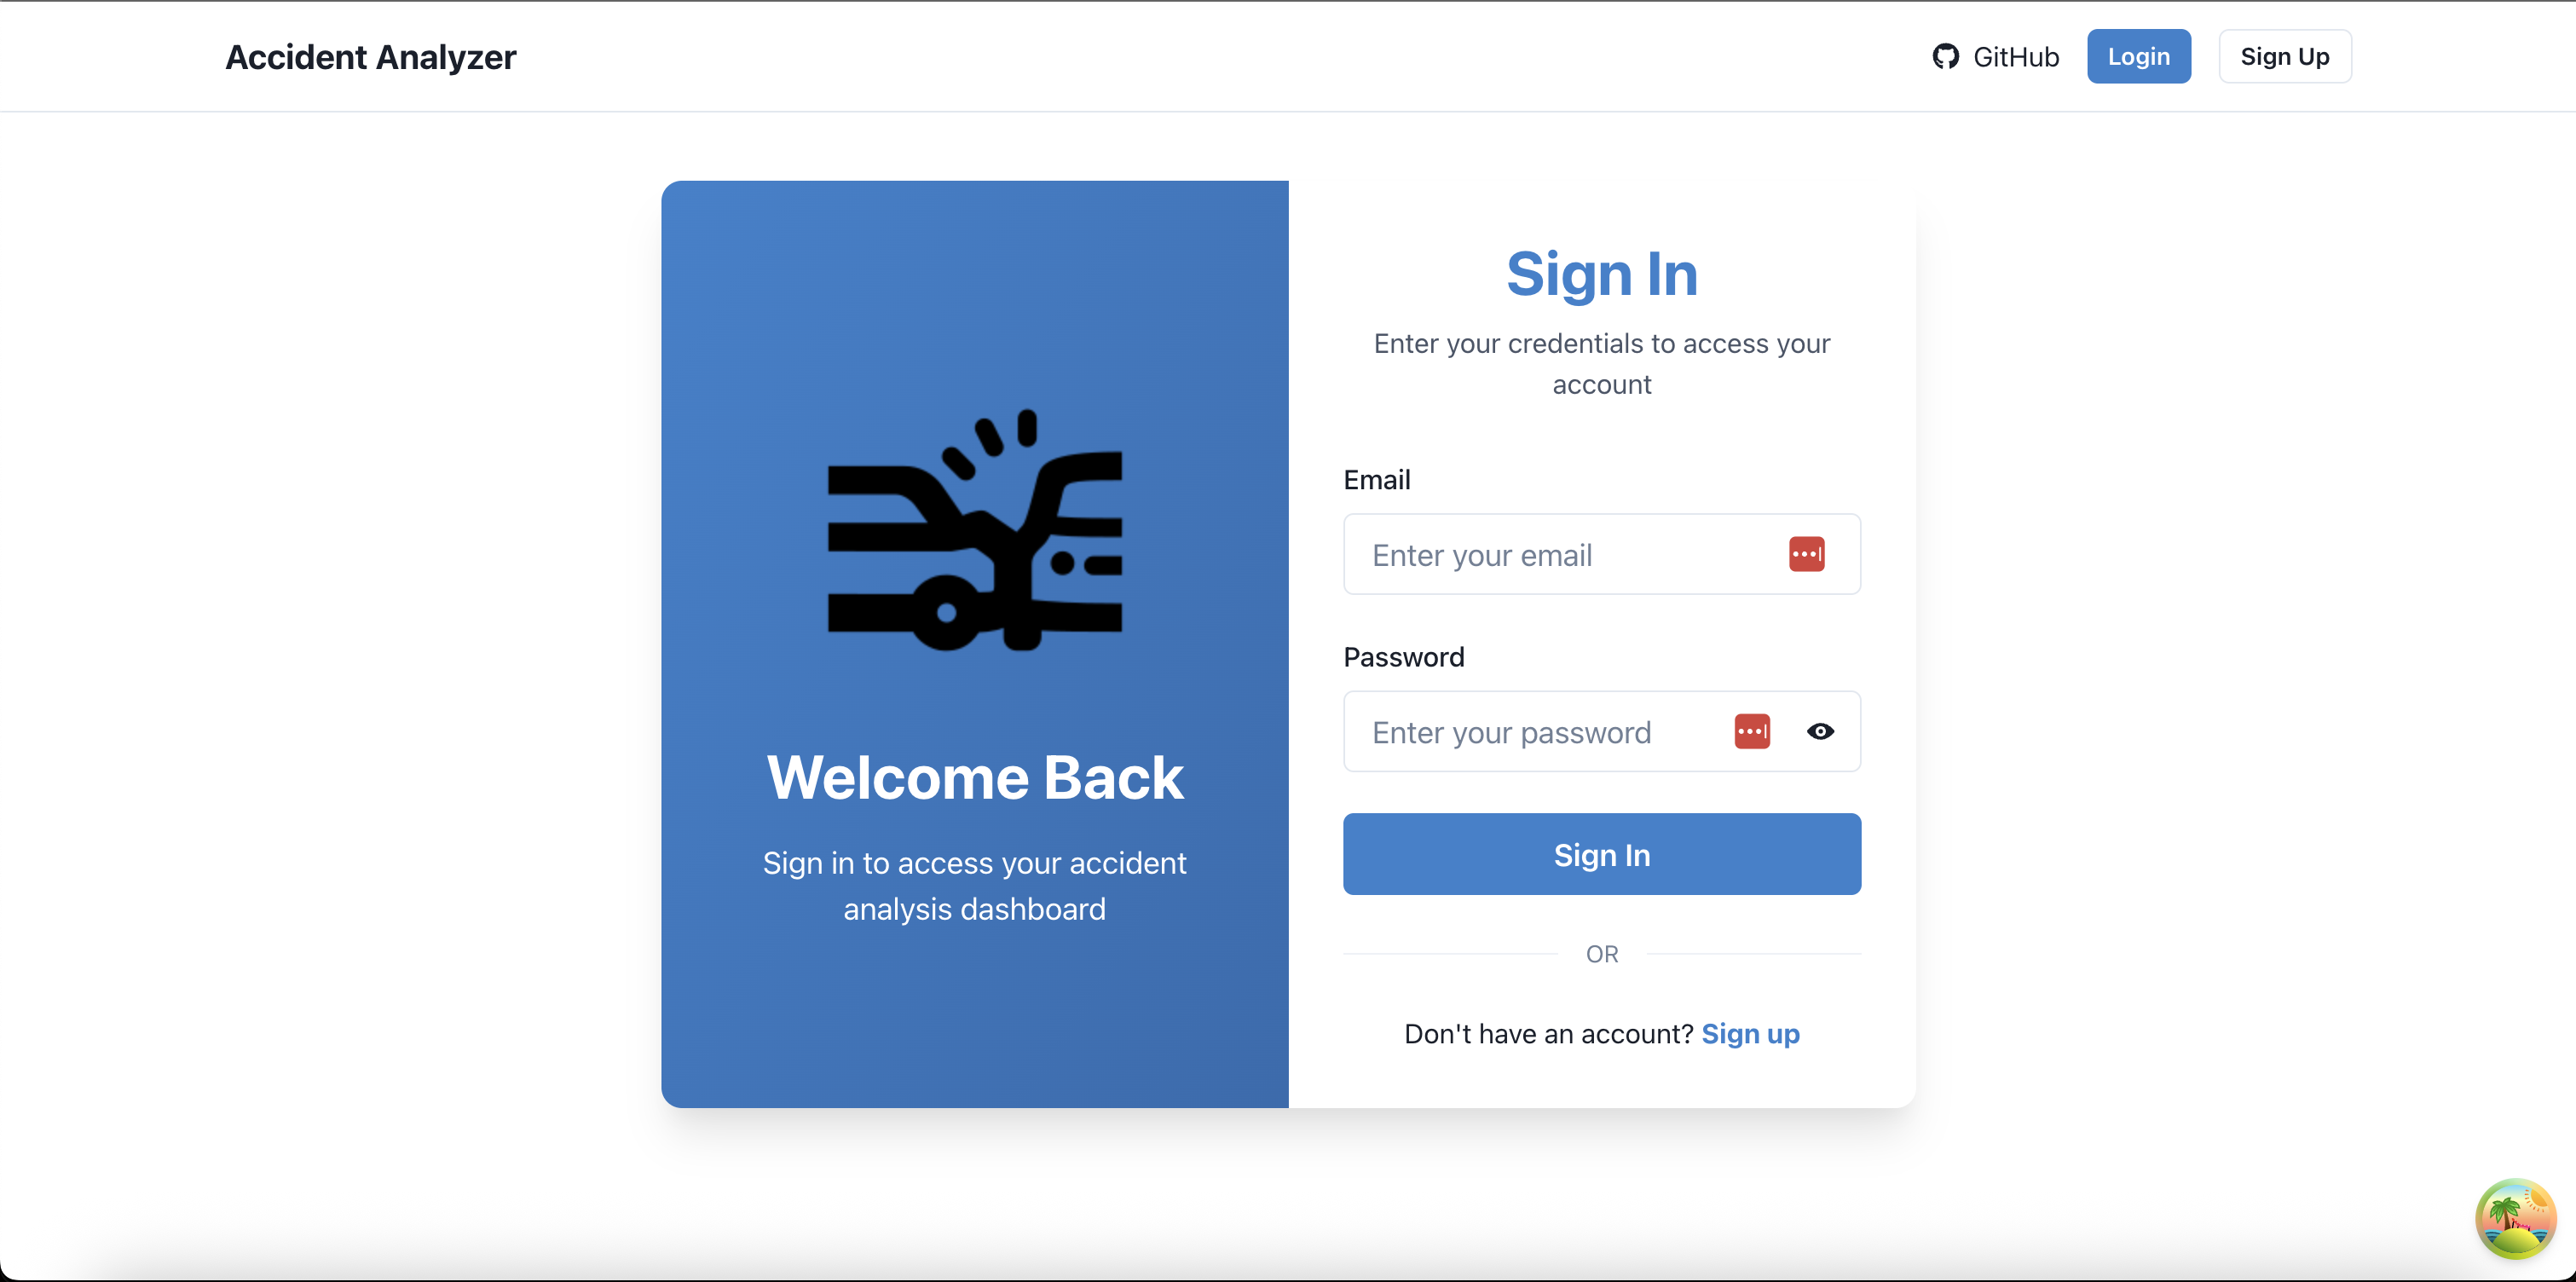 Accident Analyzer
GitHub
Login
Sign Up
Welcome Back
Sign in to access your accident
analysis dashboard
Sign In
Enter your credentials to access your
account
Email
Enter your email
Password
Enter your password
Sign In
OR
Don't have an account? Sign up